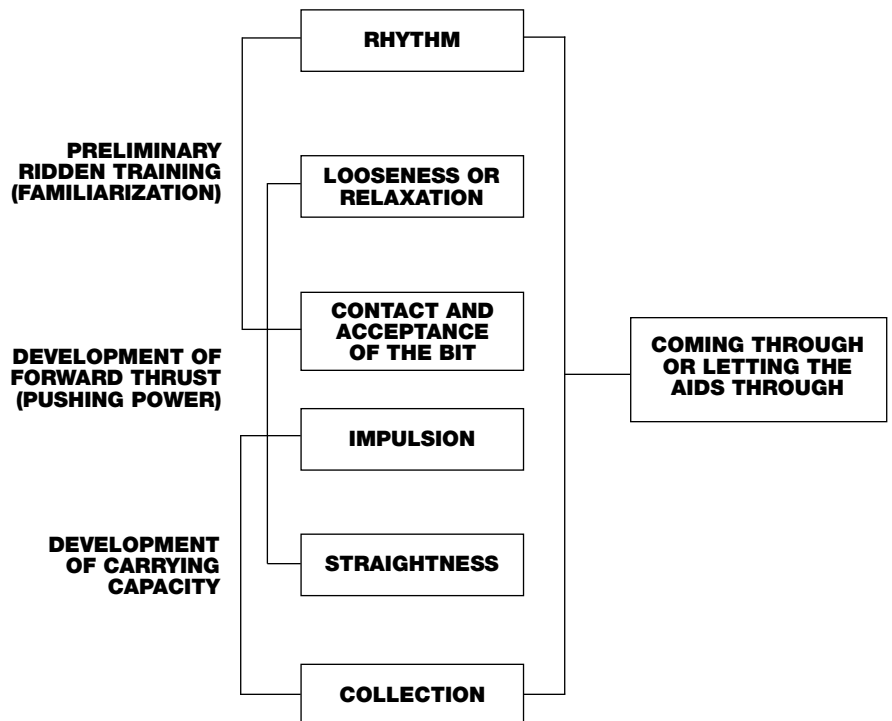 RHYTHM
PRELIMINARY
RIDDEN TRAINING
(FAMILIARIZATION)
LOOSENESS OR
RELAXATION
CONTACT AND
ACCEPTANCE
OF THE BIT
COMING THROUGH
OR LETTING THE
AIDS THROUGH
DEVELOPMENT OF
FORWARD THRUST
(PUSHING POWER)
IMPULSION
DEVELOPMENT
OF CARRYING
CAPACITY
STRAIGHTNESS
COLLECTION